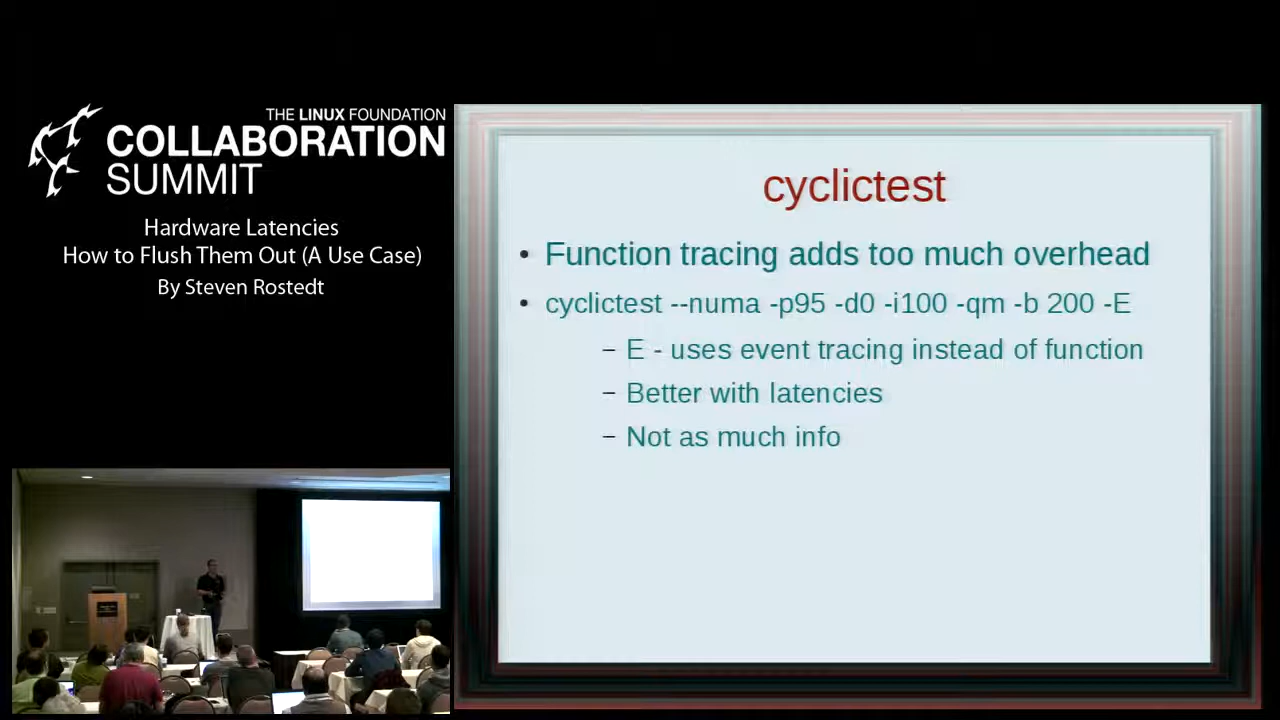 THE LINUX FOUNDATION
COLLABORATION
SUMMIT
Hardware Latencies
How to Flush Them Out (A Use Case)
By Steven Rostedt
cyclictest
• Function tracing adds too much overhead
• cyclictest --numa -p95 -d0 -i100 -qm -b 200 -E
– E - uses event tracing instead of function
– Better with latencies
– Not as much info